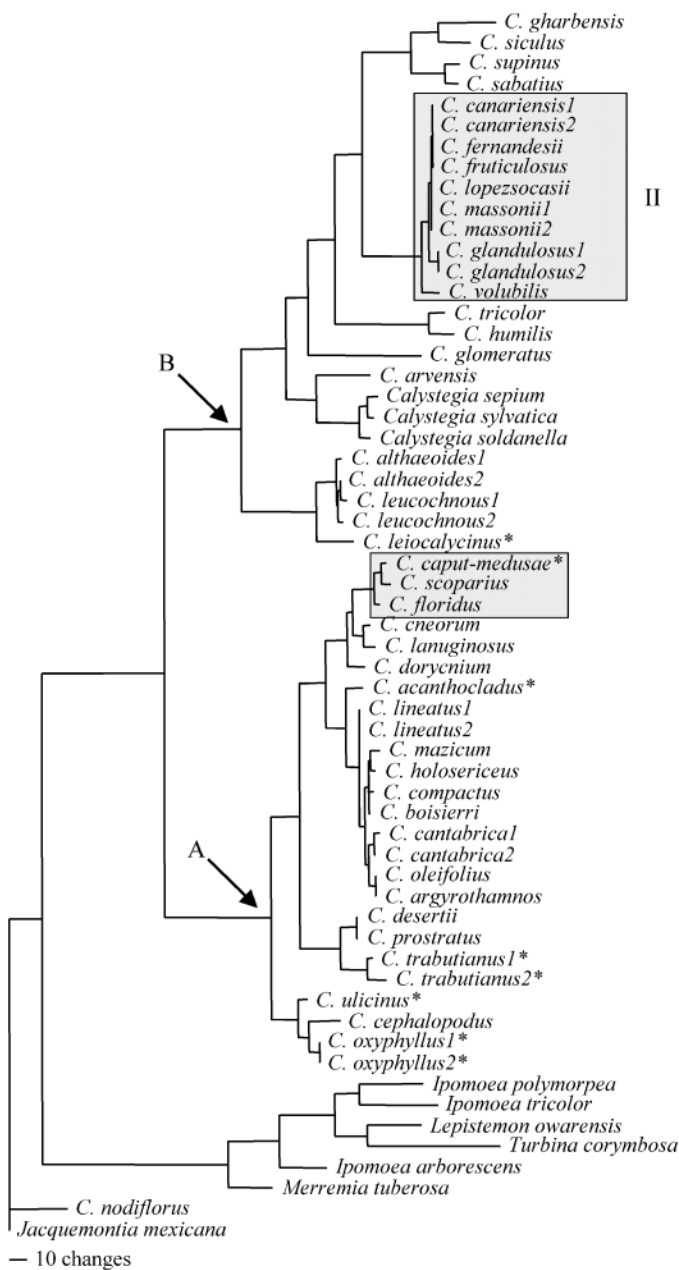 C. gharbensis
C. siculus
C. supinus
C. sabatius
C. canariensis1
C. canariensis2
C. fernandesii
C. fruticulosus
C. lopezsocasii
C. massonii1
C. massonii2
C. glandulosus1
C. glandulosus2
C. volubilis
II
C. tricolor
C. humilis
C. glomeratus
B
C. arvensis
Calystegia sepium
Calystegia sylvatica
Calystegia soldanella
C. althaeoides1
C. althaeoides2
C. leucochnous1
C. leucochnous2
C. leiocalycinus*
C. caput-medusae*
C. scoparius
C. floridus
C. cneorum
C. lanuginosus
C. dorycnium
C. acanthocladus*
C. lineatus1
C. lineatus2
C. mazicum
C. holosericeus
C. compactus
C. boisierri
C. cantabrica1
A
C. cantabrica2
C. oleifolius
C. argyrothamnos
C. desertii
C. prostratus
C. trabutianus1*
C. trabutianus2*
C. ulicinus*
C. cephalopodus
C. oxyphyllus1*
C. oxyphyllus2*
Ipomoea polymorpea
Ipomoea tricolor
Lepistemon owarensis
Turbina corymbosa
Ipomoea arborescens
Merremia tuberosa
C. nodiflorus
Jacquemontia mexicana
10 changes